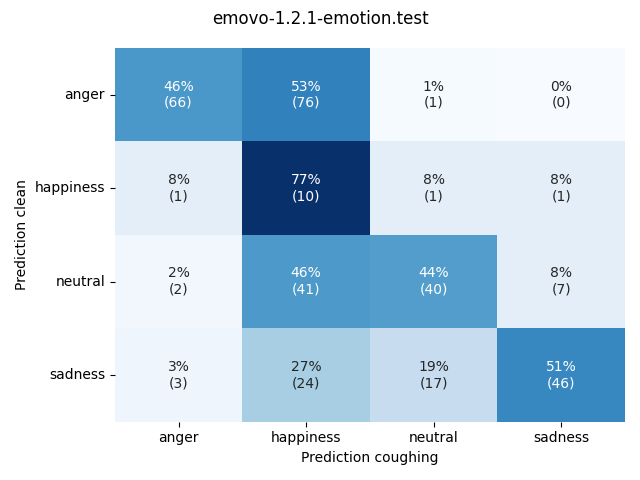 emovo-1.2.1-emotion.test
Prediction clean
anger
46% 53% 1% 0%
(66) (76) (1) (0)
happiness
8% 77% 8% 8%
(1) (10) (1) (1)
neutral
2% 46% 44% 8%
(2) (41) (40) (7)
sadness
3% 27% 19% 51%
(3) (24) (17) (46)
anger happiness neutral sadness
Prediction coughing